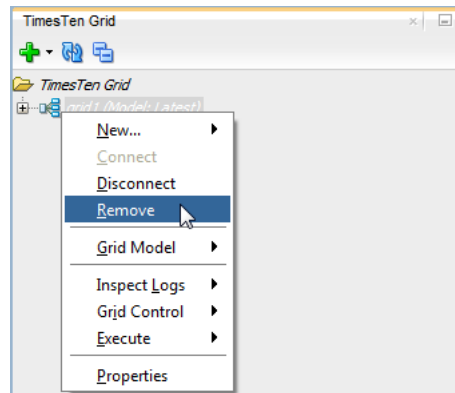 TimesTen Grid
TimesTen Grid
grid1 (Model: Latest)
New...
Connect
Disconnect
Remove
Grid Model
Inspect Logs
Grid Control
Execute
Properties